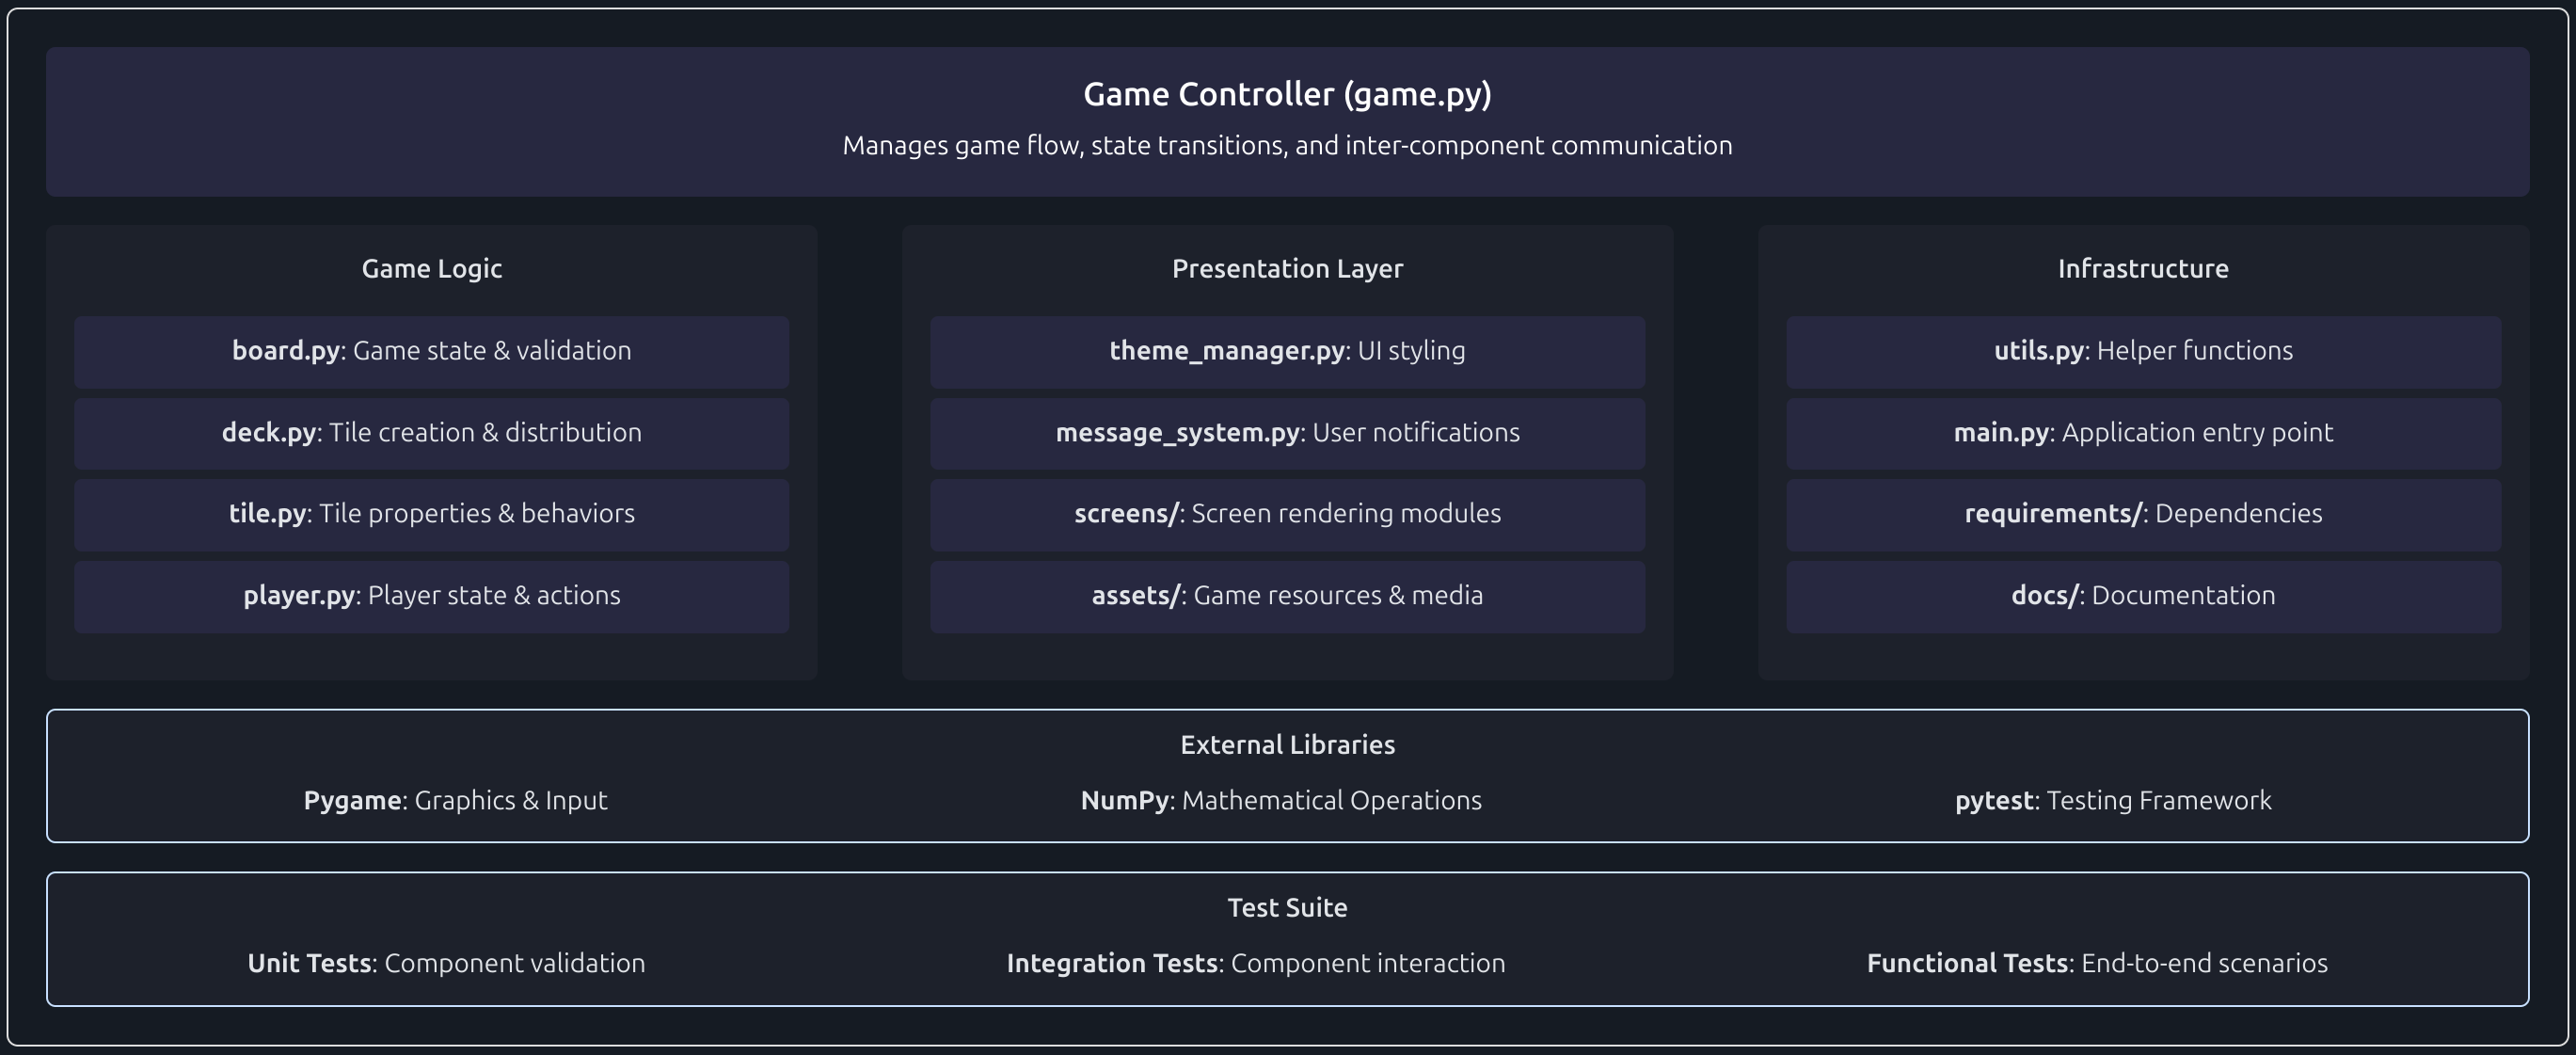 Game Controller (game.py)
Manages game flow, state transitions, and inter-component communication
Game Logic
board.py: Game state & validation
deck.py: Tile creation & distribution
tile.py: Tile properties & behaviors
player.py: Player state & actions
Presentation Layer
theme_manager.py: UI styling
message_system.py: User notifications
screens/: Screen rendering modules
assets/: Game resources & media
Infrastructure
utils.py: Helper functions
main.py: Application entry point
requirements/: Dependencies
docs/: Documentation
External Libraries
Pygame: Graphics & Input
NumPy: Mathematical Operations
pytest: Testing Framework
Test Suite
Unit Tests: Component validation
Integration Tests: Component interaction
Functional Tests: End-to-end scenarios